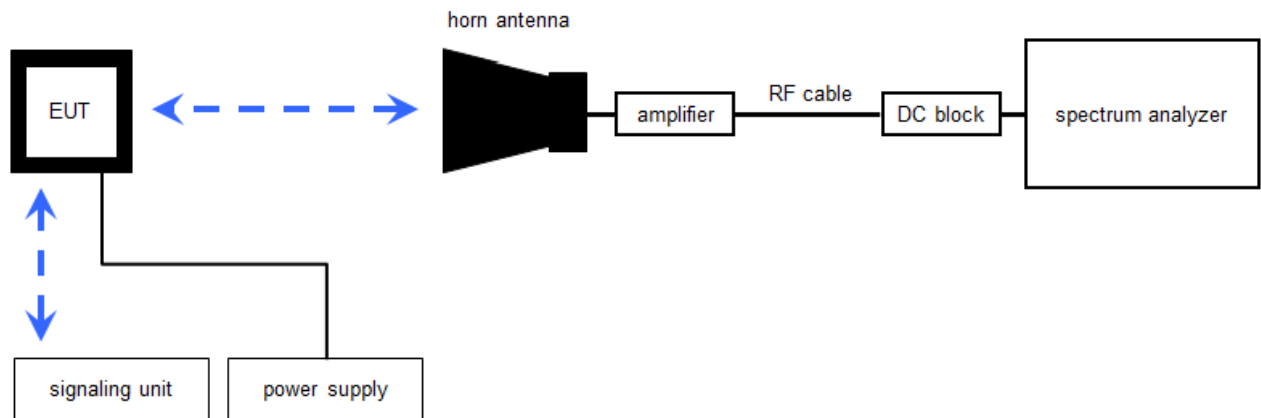 horn antenna
EUT
amplifier
RF cable
DC block
spectrum analyzer
signaling unit
power supply